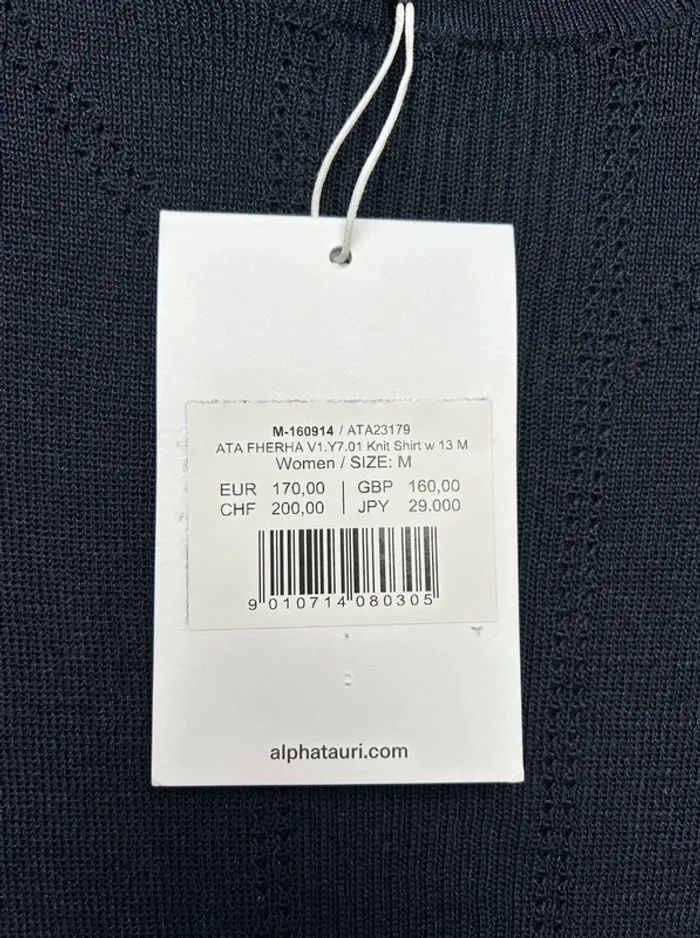 M-160914 / ATA23179
ATA FHERHA V1.Y7.01 Knit Shirt w 13 M
Women / SIZE: M
EUR 170,00 | GBP 160,00
CHF 200,00 | JPY 29.000
9 010714 080305
alphatauri.com